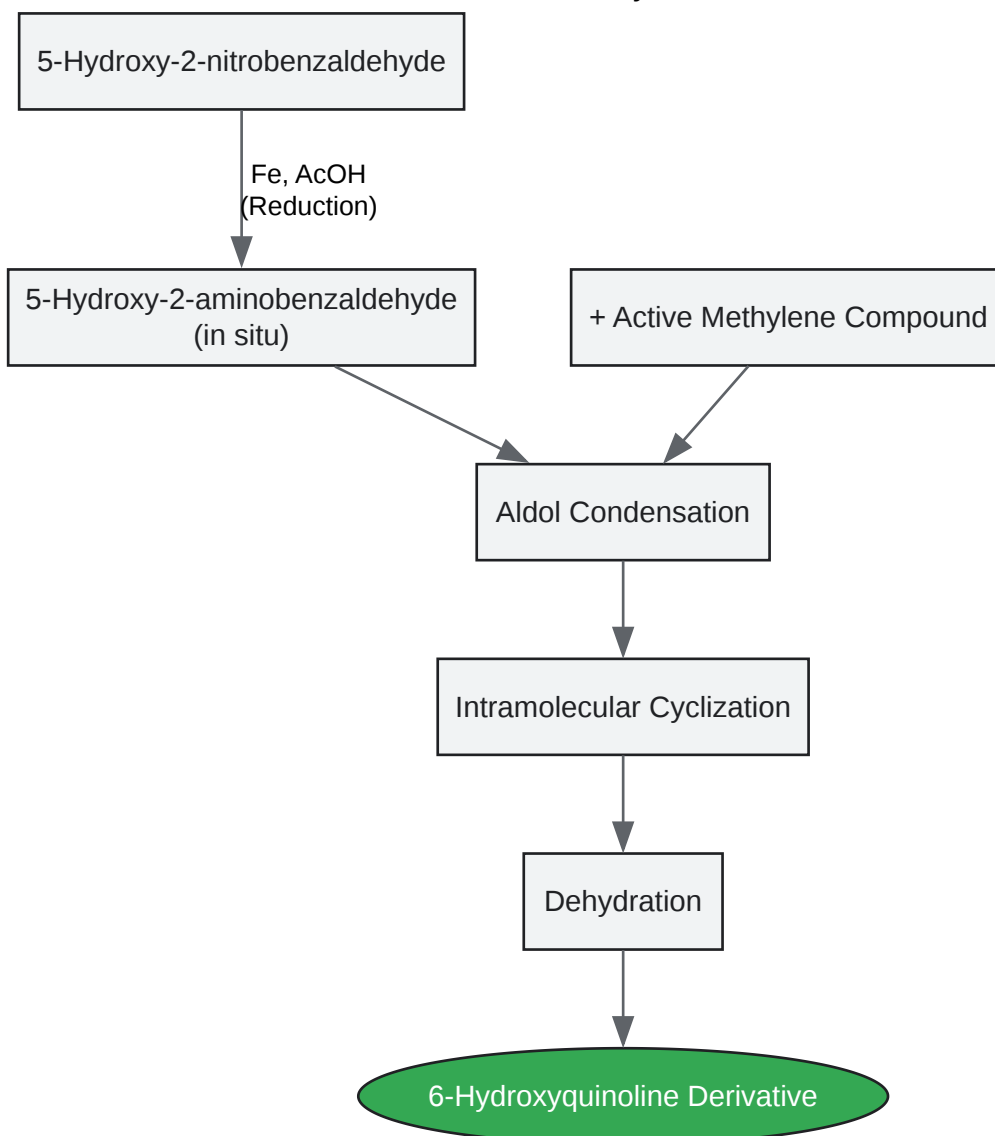 5-Hydroxy-2-nitrobenzaldehyde
Fe, AcOH
(Reduction)
5-Hydroxy-2-aminobenzaldehyde
(in situ)
+ Active Methylene Compound
Aldol Condensation
Intramolecular Cyclization
Dehydration
6-Hydroxyquinoline Derivative